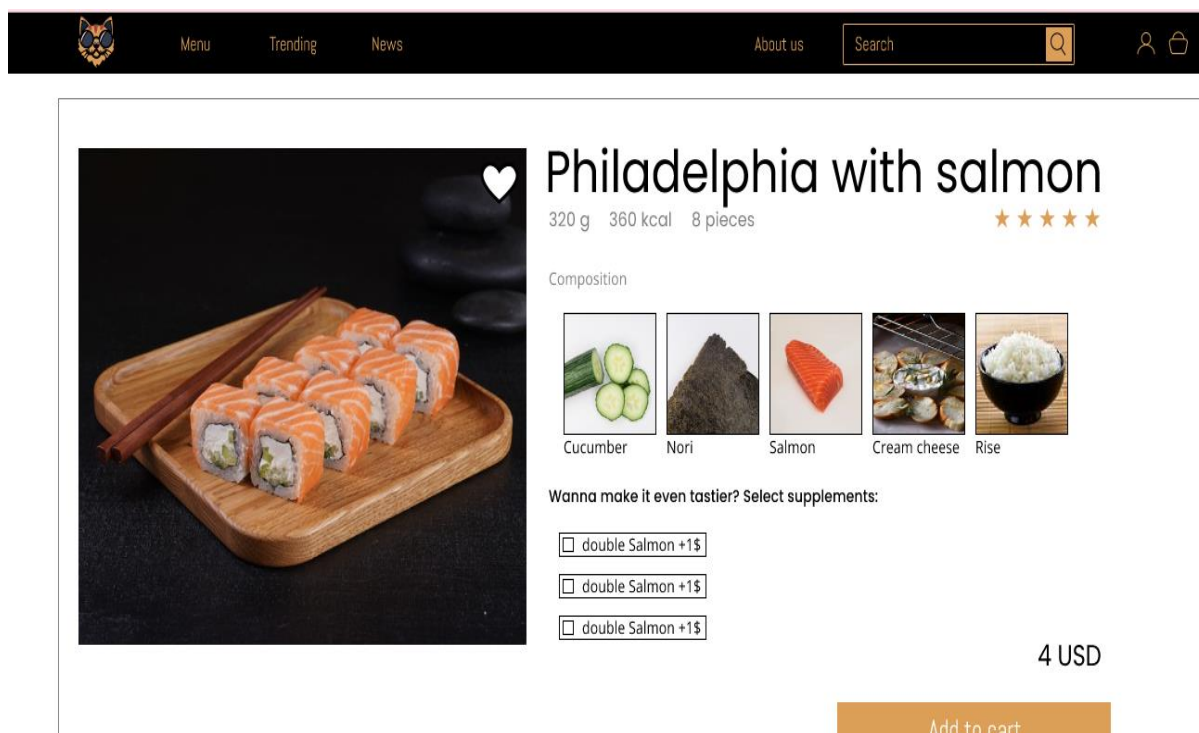 Menu Trending News About us Search
Philadelphia with salmon
320 g 360 kcal 8 pieces
Composition
Cucumber Nori Salmon Cream cheese Rise
Wanna make it even tastier? Select supplements:
double Salmon +1$
double Salmon +1$
double Salmon +1$
4 USD
Add to cart